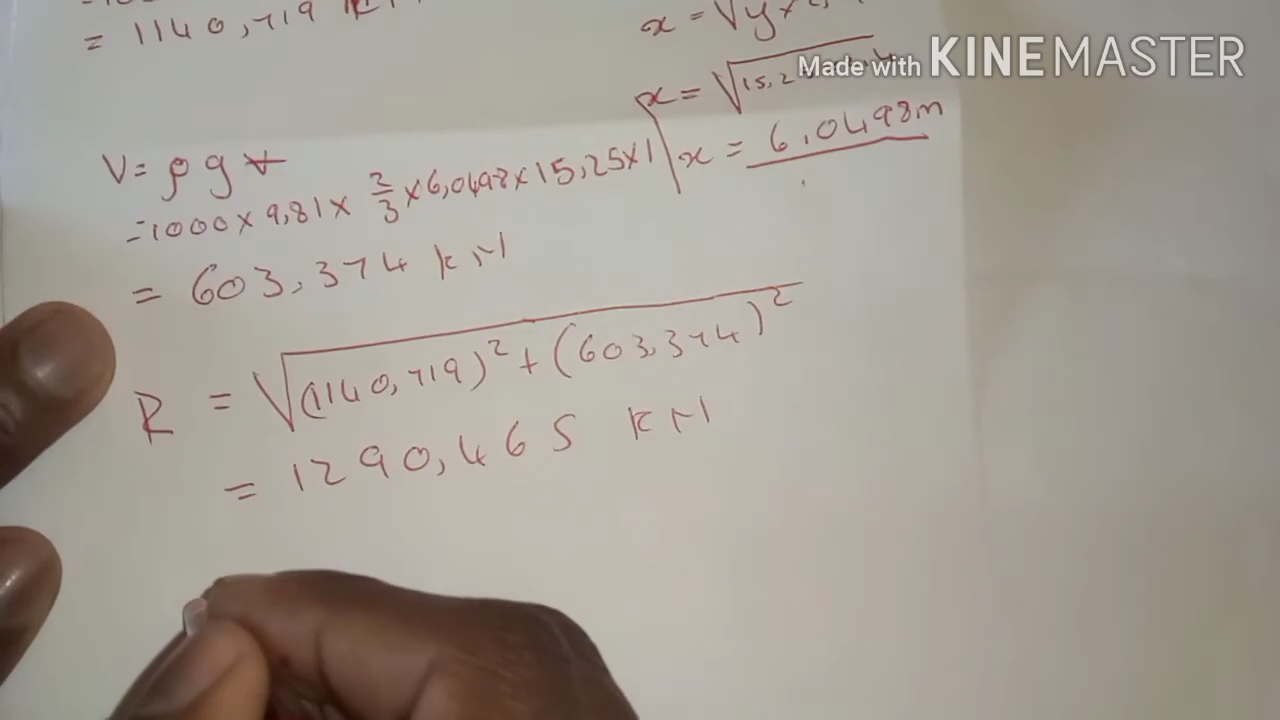 = 1140,719 kN
x = √y×
x = √15,2
Made with KINEMASTER
x = 6,0498m
V = ρ g V
= 1000 × 9,81 × 2/3 × 6,0498 × 15,25 × 1
= 603,374 kN
R = √(1140,719)² + (603,374)²
= 1290,465 kN